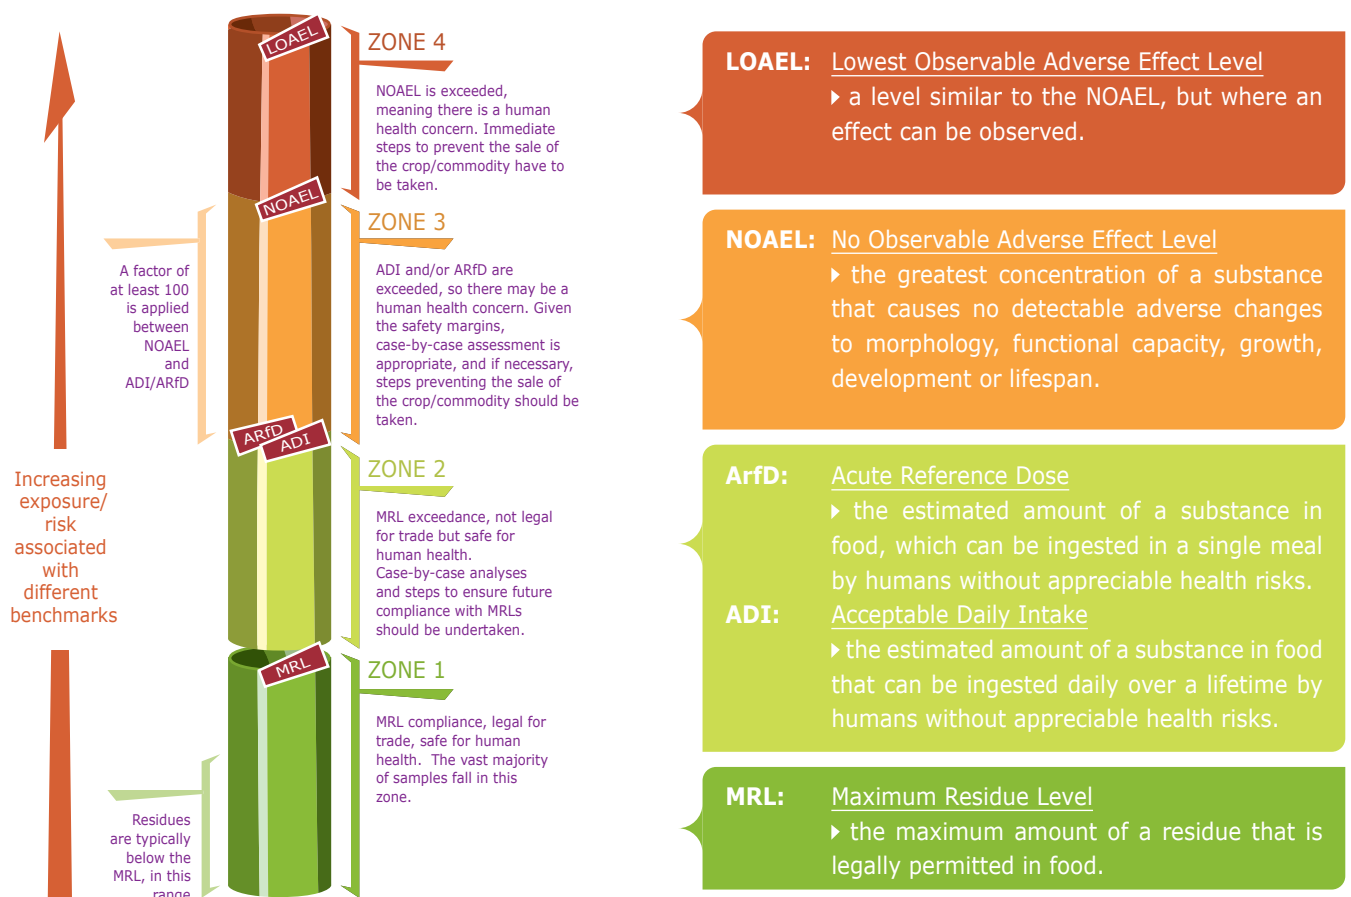 LOAEL
ZONE 4
NOAEL is exceeded,
meaning there is a human
health concern. Immediate
steps to prevent the sale of
the crop/commodity have to
be taken.
NOAEL
ZONE 3
ADI and/or ARfD are
exceeded, so there may be a
human health concern. Given
the safety margins,
case-by-case assessment is
appropriate, and if necessary,
steps preventing the sale of
the crop/commodity should be
taken.
A factor of
at least 100
is applied
between
NOAEL
and
ADI/ARfD
ARfD
ADI
ZONE 2
MRL exceedance, not legal
for trade but safe for
human health.
Case-by-case analyses
and steps to ensure future
compliance with MRLs
should be undertaken.
Increasing
exposure/
risk
associated
with
different
benchmarks
MRL
ZONE 1
MRL compliance, legal for
trade, safe for human
health. The vast majority
of samples fall in this
zone.
Residues
are typically
below the
MRL, in this
range
LOAEL: Lowest Observable Adverse Effect Level
a level similar to the NOAEL, but where an
effect can be observed.
NOAEL: No Observable Adverse Effect Level
the greatest concentration of a substance
that causes no detectable adverse changes
to morphology, functional capacity, growth,
development or lifespan.
ArfD: Acute Reference Dose
the estimated amount of a substance in
food, which can be ingested in a single meal
by humans without appreciable health risks.
ADI: Acceptable Daily Intake
the estimated amount of a substance in food
that can be ingested daily over a lifetime by
humans without appreciable health risks.
MRL: Maximum Residue Level
the maximum amount of a residue that is
legally permitted in food.